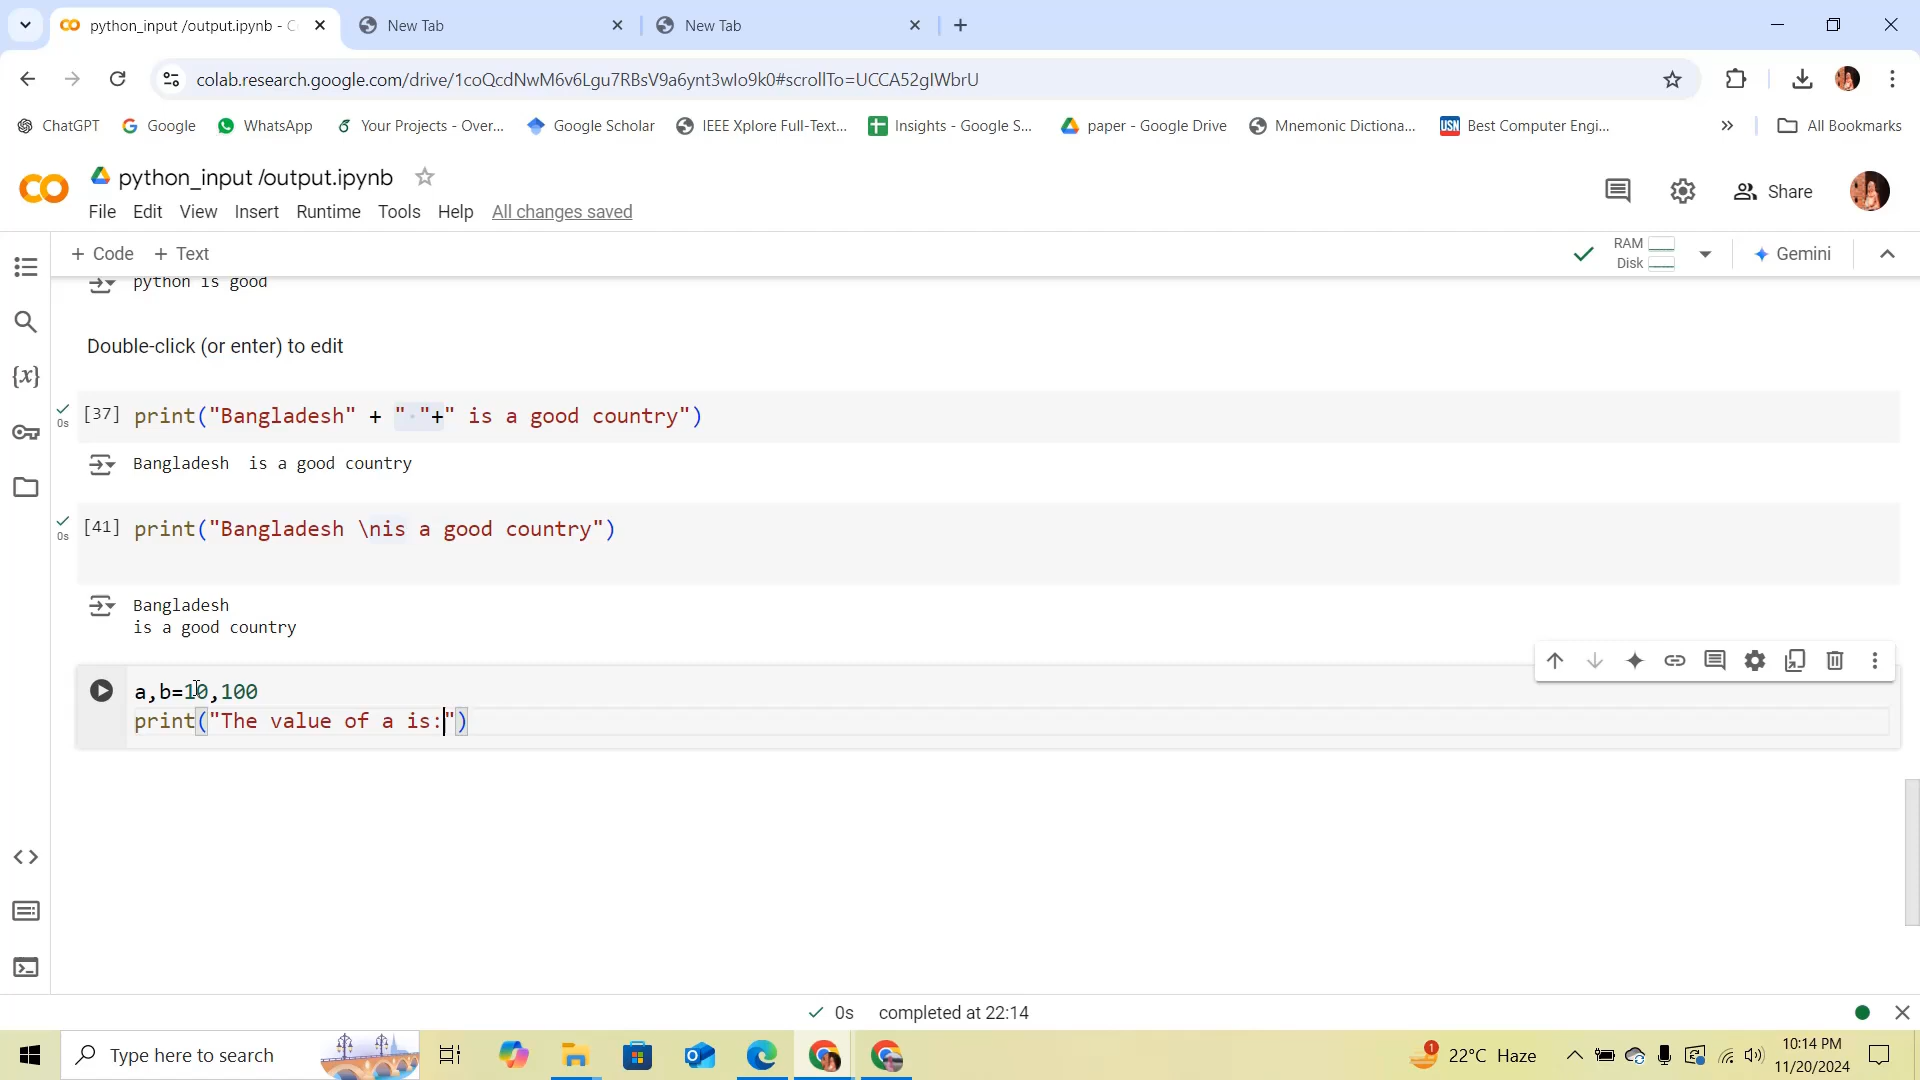 python_input /output.ipynb - C
New Tab
New Tab
colab.research.google.com/drive/1coQcdNwM6v6Lgu7RBsV9a6ynt3wIo9k0#scrollTo=UCCA52gIWbrU
ChatGPT
Google
WhatsApp
Your Projects - Over...
Google Scholar
IEEE Xplore Full-Text...
Insights - Google S...
paper - Google Drive
Mnemonic Dictiona...
USN
Best Computer Engi...
All Bookmarks
python_input /output.ipynb
Share
File Edit View Insert Runtime Tools Help All changes saved
+ Code + Text
RAM
Disk
Gemini
python is good
Double-click (or enter) to edit
[37] print("Bangladesh" + " "+" is a good country")
0s
Bangladesh  is a good country
[41] print("Bangladesh \nis a good country")
0s
Bangladesh
is a good country
a,b=10,100
print("The value of a is:")
0s completed at 22:14
Type here to search
1
22°C Haze
10:14 PM
11/20/2024